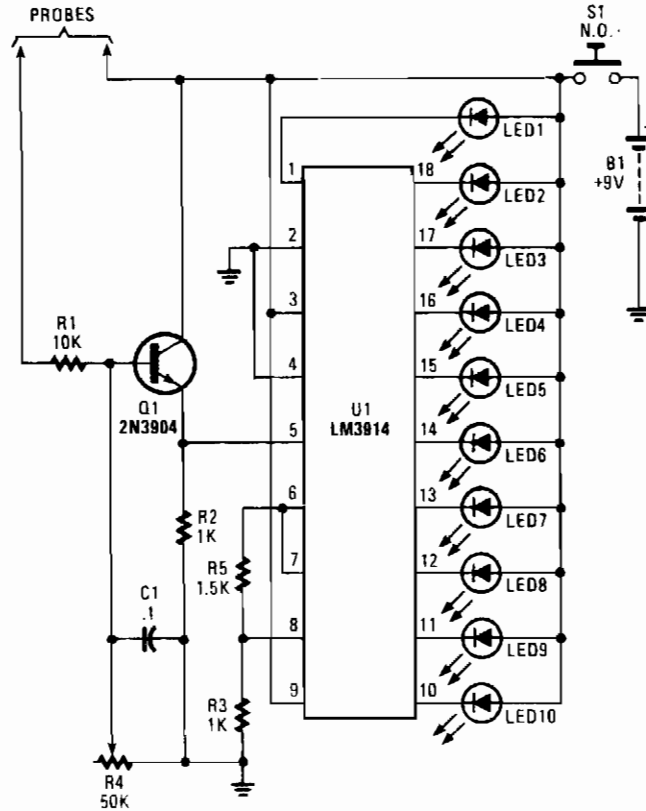 PROBES
S1
N.O.
LED1
B1
+9V
1
18
LED2
2
17
LED3
3
16
LED4
R1
10K
4
15
LED5
Q1
2N3904
U1
LM3914
5
14
LED6
6
13
LED7
R2
1K
R5
1.5K
7
12
LED8
C1
.1
8
11
LED9
R3
1K
9
10
LED10
R4
50K